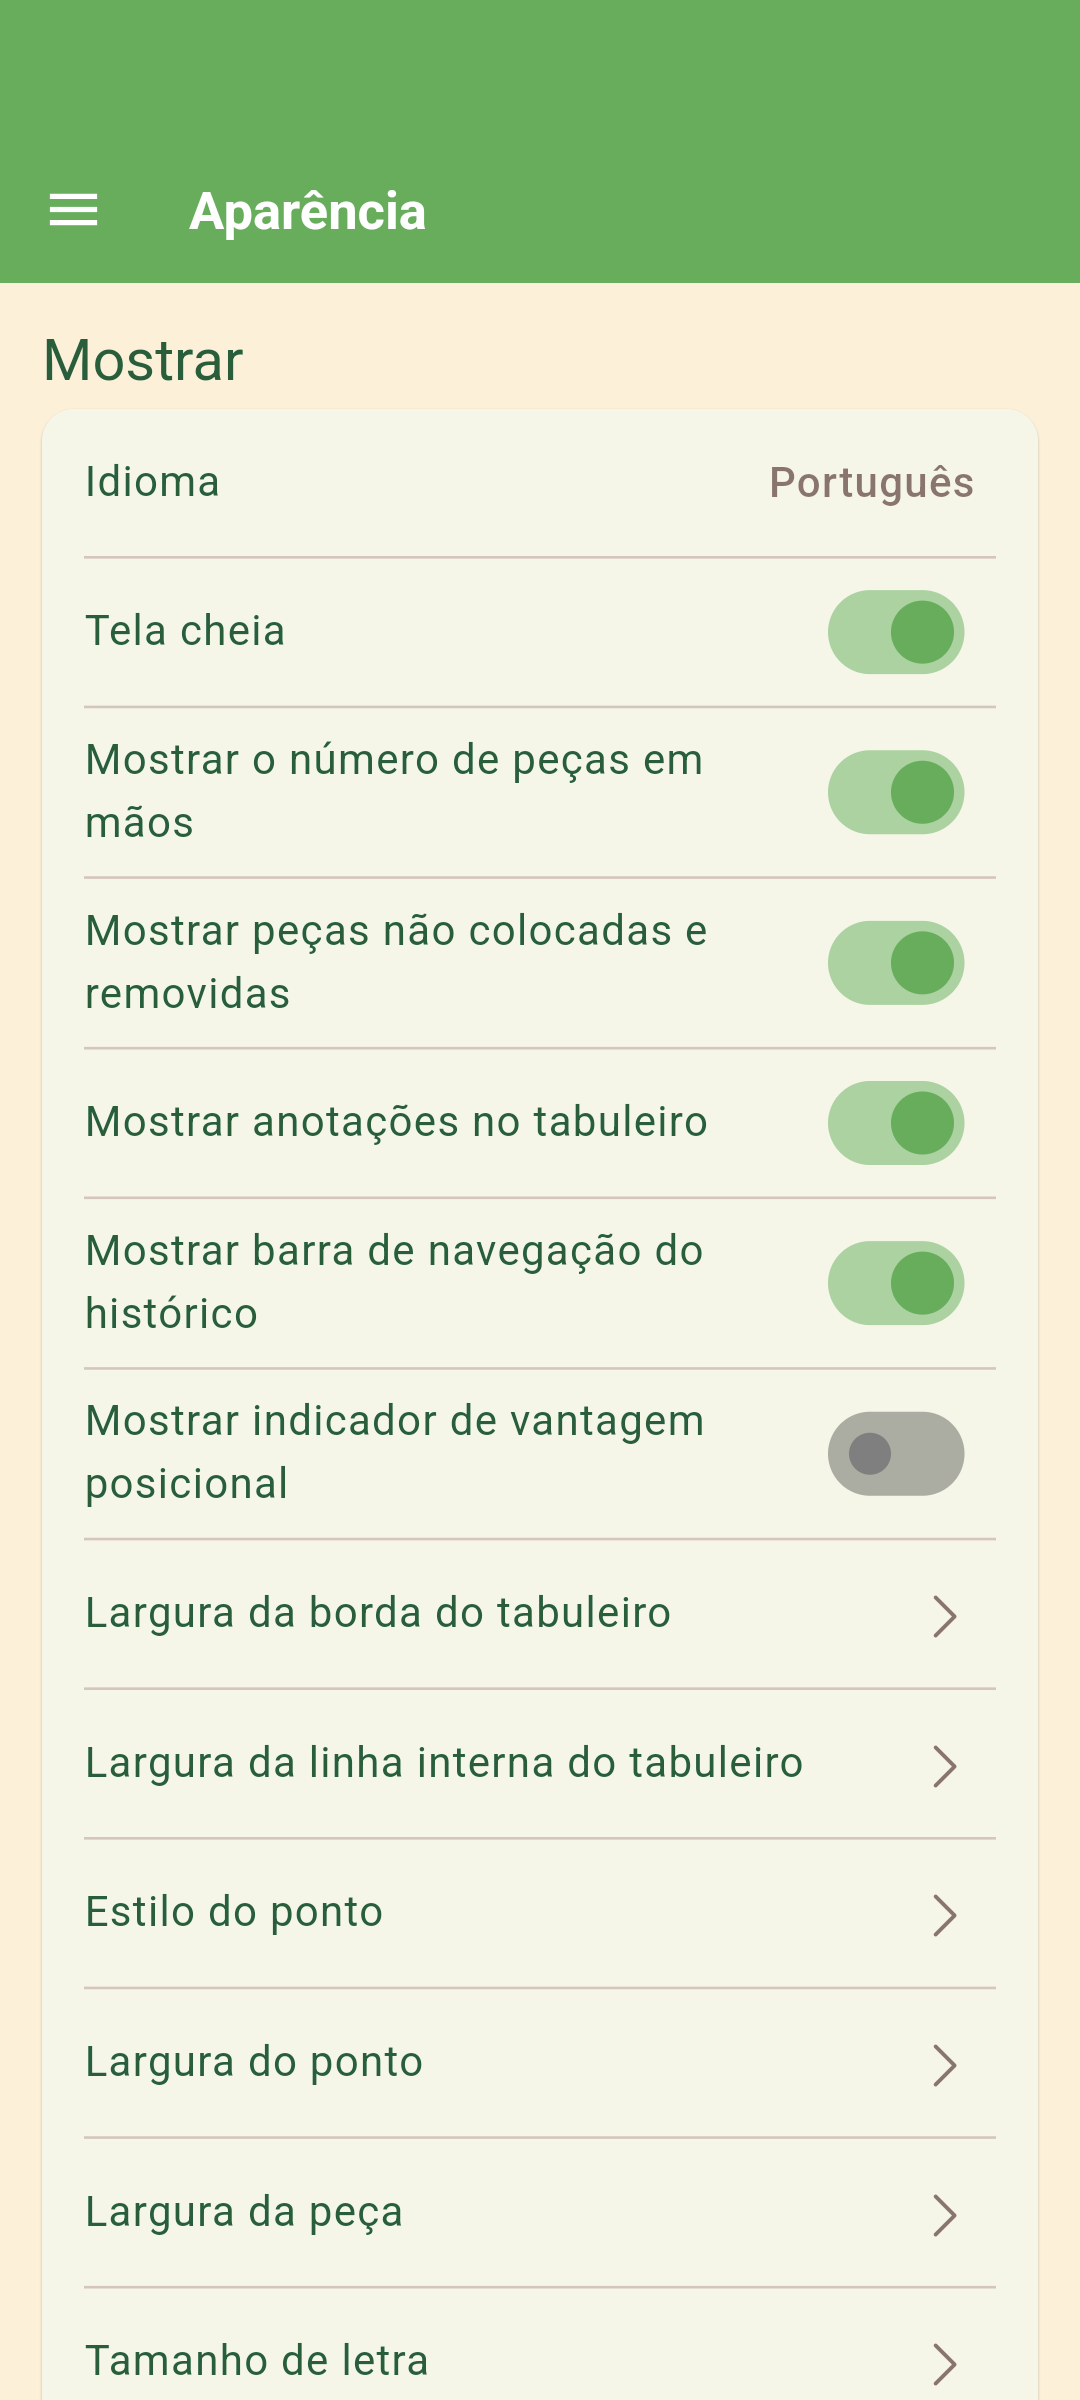 Aparência
Mostrar
Idioma
Português
Tela cheia
Mostrar o número de peças em
mãos
Mostrar peças não colocadas e
removidas
Mostrar anotações no tabuleiro
Mostrar barra de navegação do
histórico
Mostrar indicador de vantagem
posicional
Largura da borda do tabuleiro
Largura da linha interna do tabuleiro
Estilo do ponto
Largura do ponto
Largura da peça
Tamanho de letra